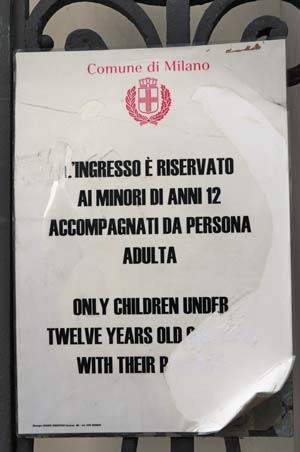 Comune di Milano
L'INGRESSO È RISERVATO
AI MINORI DI ANNI 12
ACCOMPAGNATI DA PERSONA
ADULTA
ONLY CHILDREN UNDER
TWELVE YEARS OLD
WITH THEIR